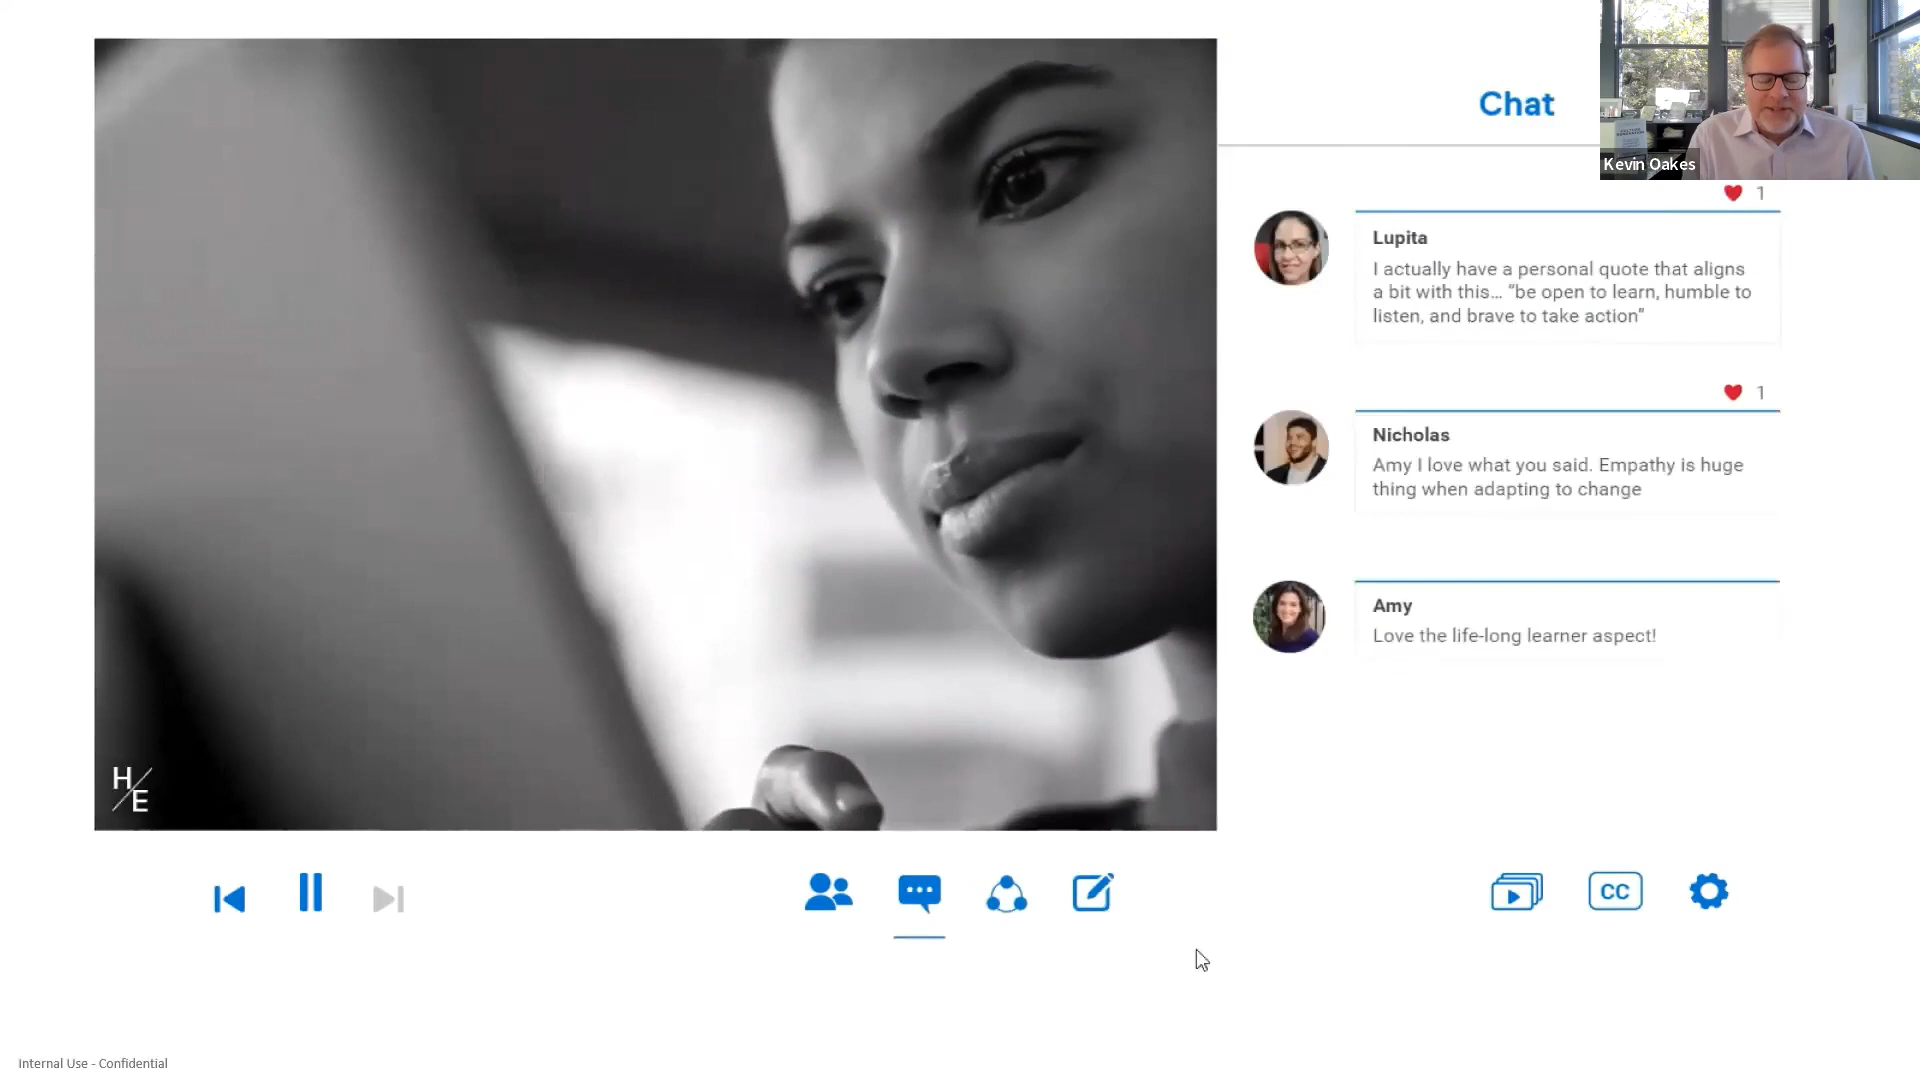 Chat
Kevin Oakes
1
Lupita
I actually have a personal quote that aligns
a bit with this... “be open to learn, humble to
listen, and brave to take action”
1
Nicholas
Amy I love what you said. Empathy is huge
thing when adapting to change
Amy
Love the life-long learner aspect!
H/E
CC
Internal Use - Confidential